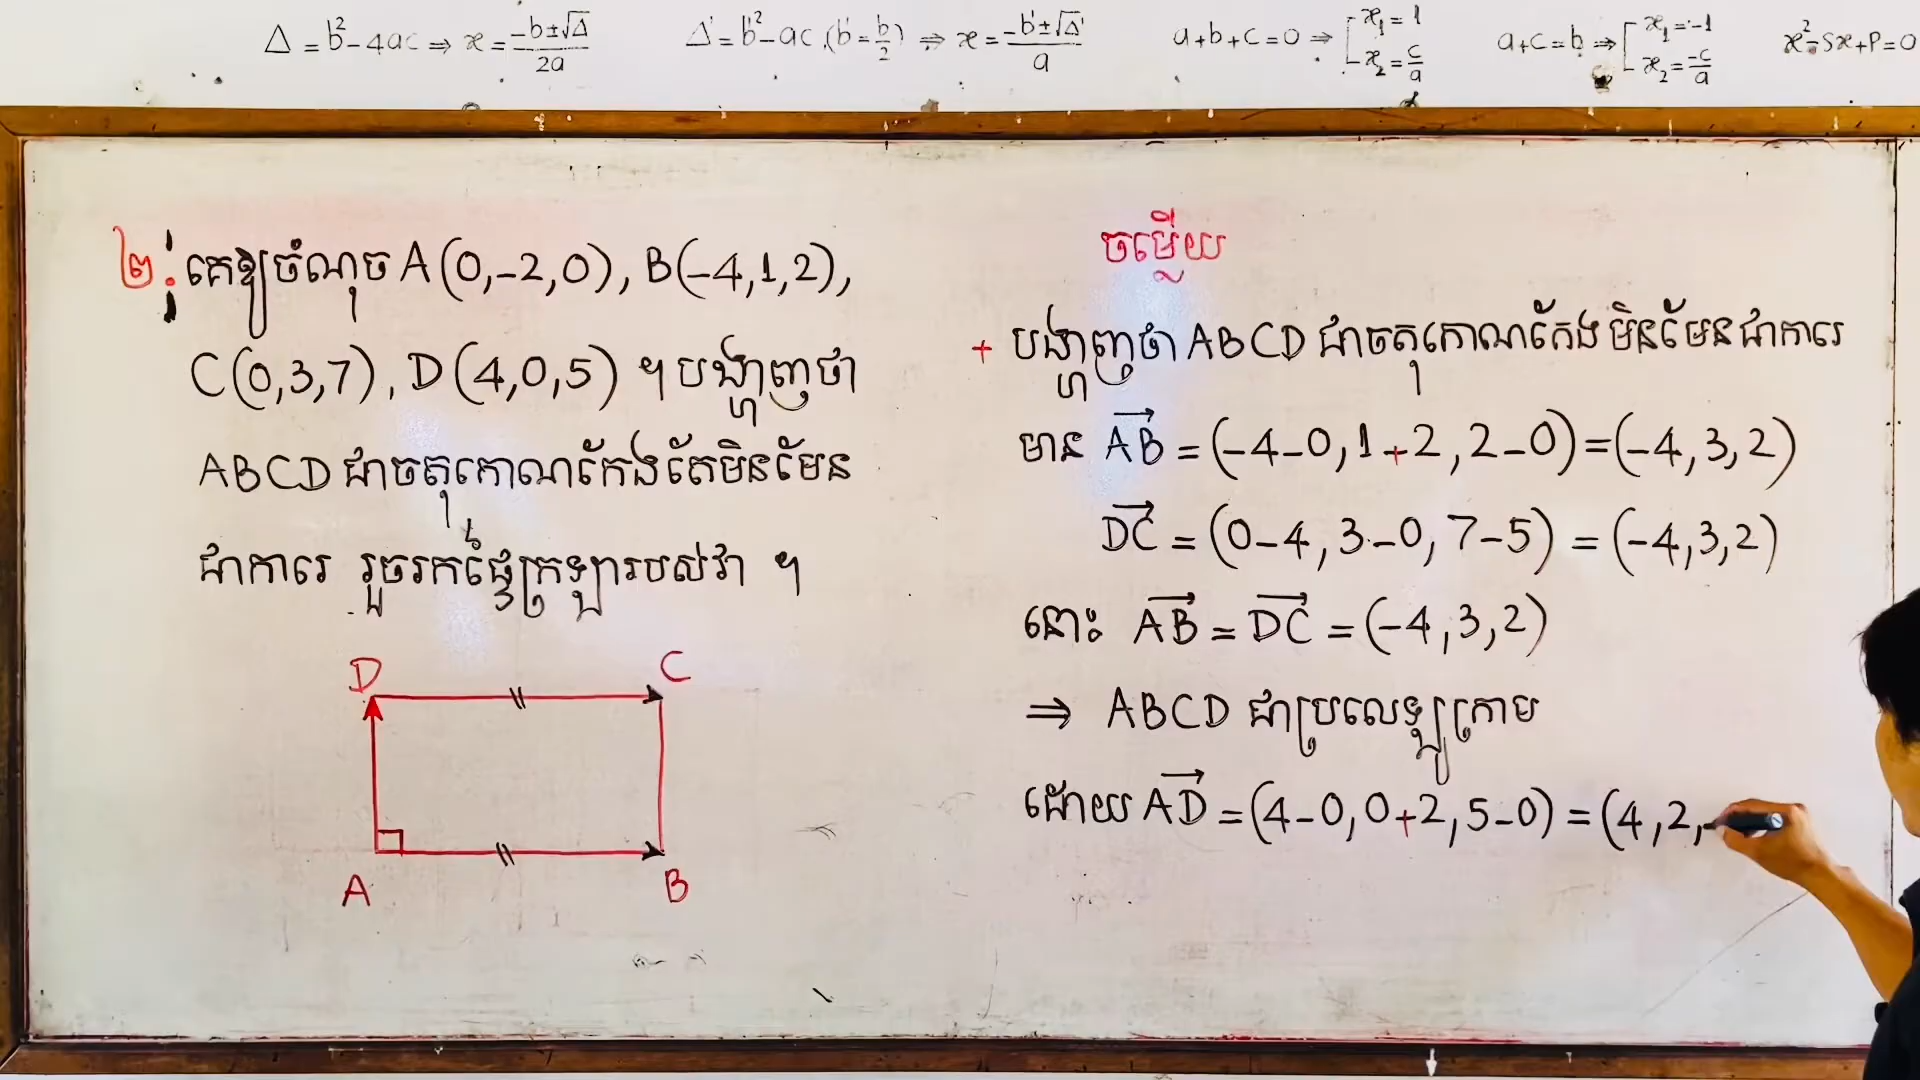 Δ = b² - 4ac ⇒ x = (-b ± √Δ)/2a
Δ' = b'² - ac, (b' = b/2) ⇒ x = (-b' ± √Δ')/a
a + b + c = 0 ⇒ [x₁ = 1
x₂ = c/a
a + c = b ⇒ [x₁ = -1
x₂ = -c/a
x² - Sx + P = 0
២. គេឱ្យចំណុច A(0,-2,0), B(-4,1,2),
C(0,3,7), D(4,0,5) ។ បង្ហាញថា
ABCD ជាចតុកោណកែងតែមិនមែន
ជាការេ រួចរកផ្ទៃក្រឡារបស់វា ។
D C
A B
ចម្លើយ
+ បង្ហាញថា ABCD ជាចតុកោណកែង មិនមែនជាការេ
មាន AB⃗ = (-4-0, 1+2, 2-0) = (-4, 3, 2)
DC⃗ = (0-4, 3-0, 7-5) = (-4, 3, 2)
នោះ AB⃗ = DC⃗ = (-4, 3, 2)
⇒ ABCD ជាប្រលេឡូក្រាម
ដោយ AD⃗ = (4-0, 0+2, 5-0) = (4, 2,